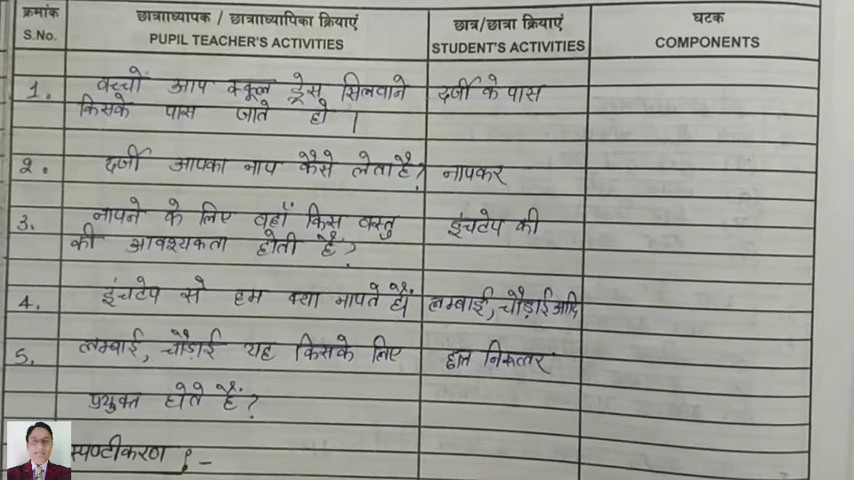 क्रमांक छात्राध्यापक / छात्राध्यापिका क्रियाएं छात्र/छात्रा क्रियाएं घटक
S.No. PUPIL TEACHER'S ACTIVITIES STUDENT'S ACTIVITIES COMPONENTS
1. बच्चों आप स्कूल ड्रेस सिलवाने दर्जी के पास
किसके पास जाते हो ।
2. दर्जी आपका नाप कैसे लेता है? नापकर
3. नापने के लिए वहाँ किस वस्तु इंचटेप की
की आवश्यकता होती है?
4. इंचटेप से हम क्या मापते हैं लम्बाई, चौड़ाई आदि
5. लम्बाई, चौड़ाई यह किसके लिए छात्र निरूत्तर
प्रयुक्त होते हैं?
स्पष्टीकरण :-